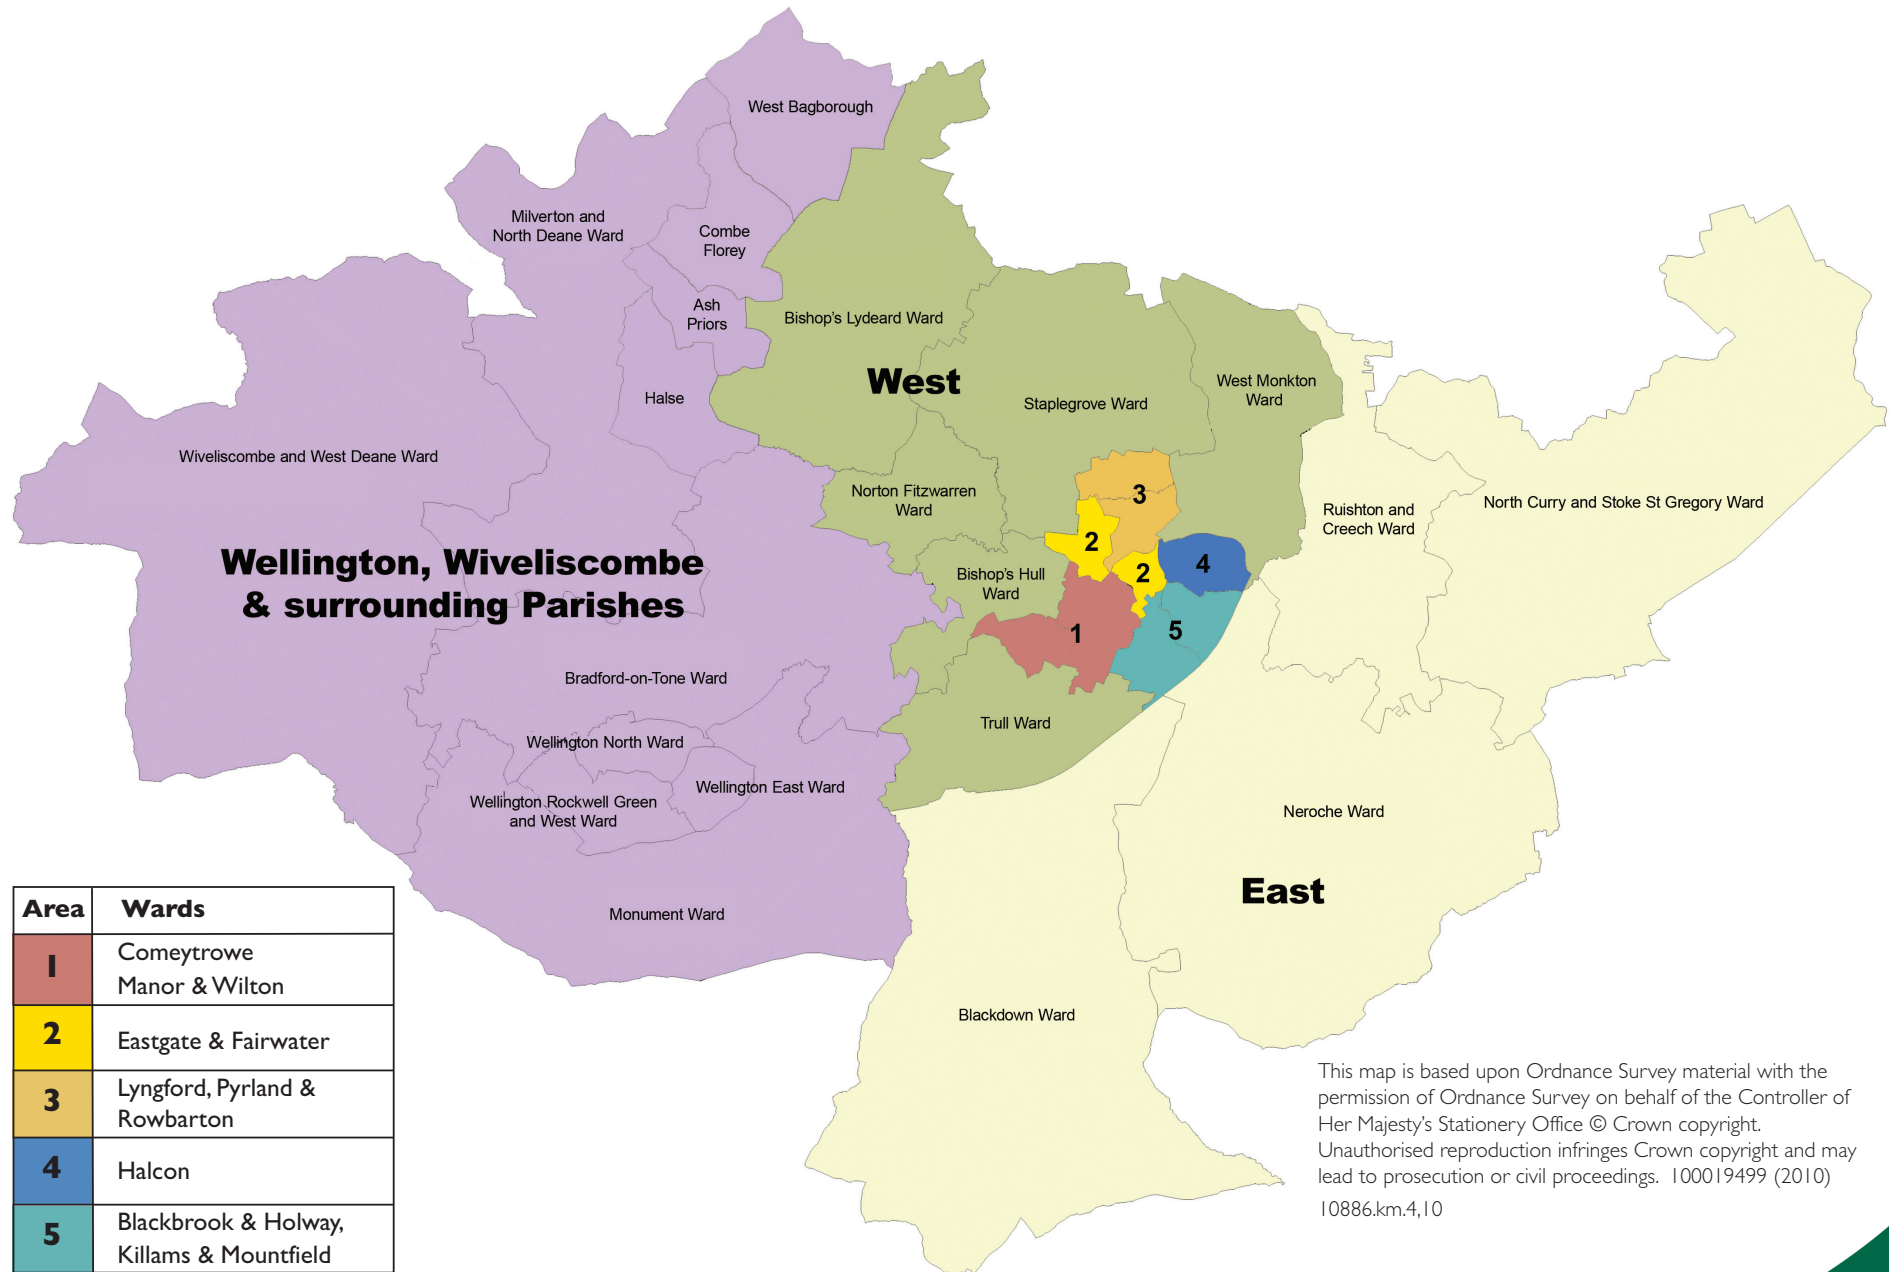 West Bagborough
Milverton and
North Deane Ward
Combe
Florey
Ash
Priors
Bishop's Lydeard Ward
West
West Monkton
Ward
Halse
Staplegrove Ward
Wiveliscombe and West Deane Ward
Norton Fitzwarren
Ward
3
Ruishton and
Creech Ward
North Curry and Stoke St Gregory Ward
Wellington, Wiveliscombe
& surrounding Parishes
2
2
4
Bishop's Hull
Ward
1
5
Bradford-on-Tone Ward
Trull Ward
Wellington North Ward
Wellington East Ward
Wellington Rockwell Green
and West Ward
Neroche Ward
East
Monument Ward
Blackdown Ward
Area Wards
1 Comeytrowe
Manor & Wilton
2 Eastgate & Fairwater
3 Lyngford, Pyrland &
Rowbarton
4 Halcon
5 Blackbrook & Holway,
Killams & Mountfield
This map is based upon Ordnance Survey material with the
permission of Ordnance Survey on behalf of the Controller of
Her Majesty's Stationery Office © Crown copyright.
Unauthorised reproduction infringes Crown copyright and may
lead to prosecution or civil proceedings. 100019499 (2010)
10886.km.4,10